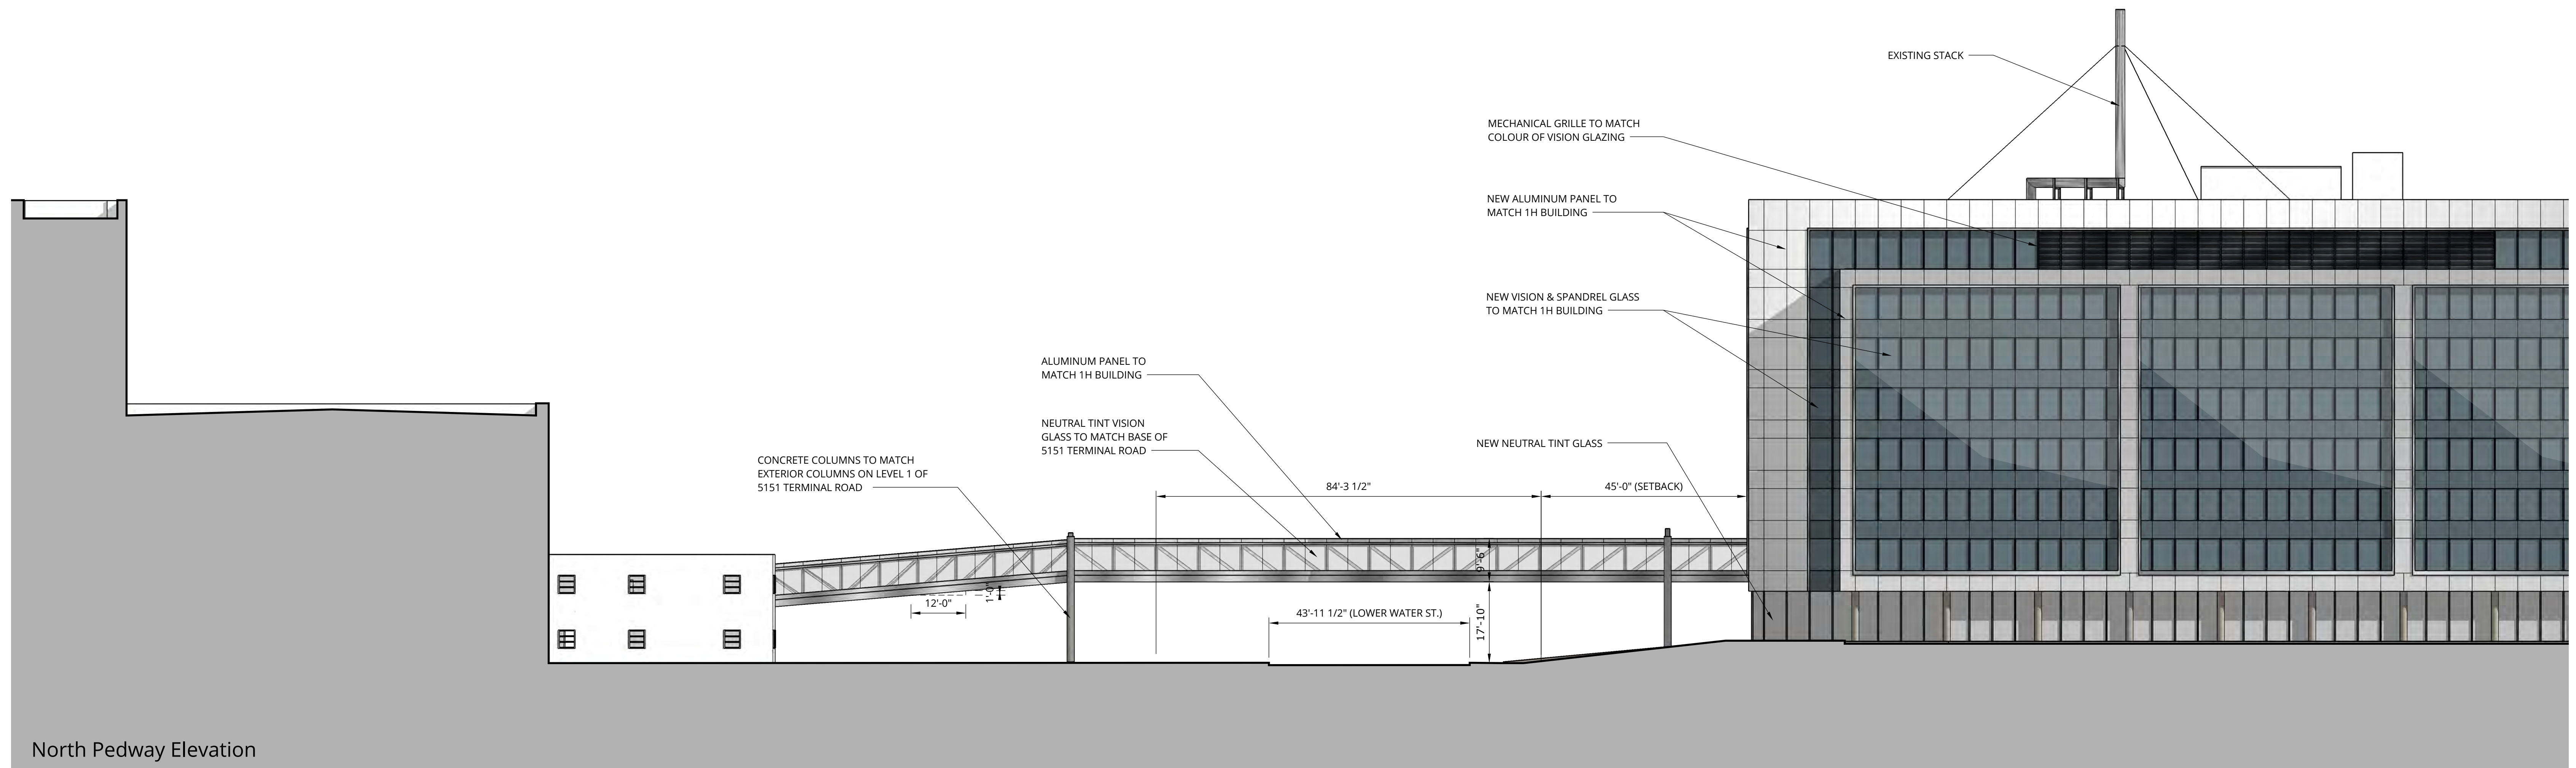 EXISTING STACK
MECHANICAL GRILLE TO MATCH
COLOUR OF VISION GLAZING
NEW ALUMINUM PANEL TO
MATCH 1H BUILDING
NEW VISION & SPANDREL GLASS
TO MATCH 1H BUILDING
ALUMINUM PANEL TO
MATCH 1H BUILDING
NEUTRAL TINT VISION
GLASS TO MATCH BASE OF
5151 TERMINAL ROAD
NEW NEUTRAL TINT GLASS
CONCRETE COLUMNS TO MATCH
EXTERIOR COLUMNS ON LEVEL 1 OF
5151 TERMINAL ROAD
84'-3 1/2"
45'-0" (SETBACK)
9'-6"
1'-0"
12'-0"
43'-11 1/2" (LOWER WATER ST.)
17'-10"
North Pedway Elevation